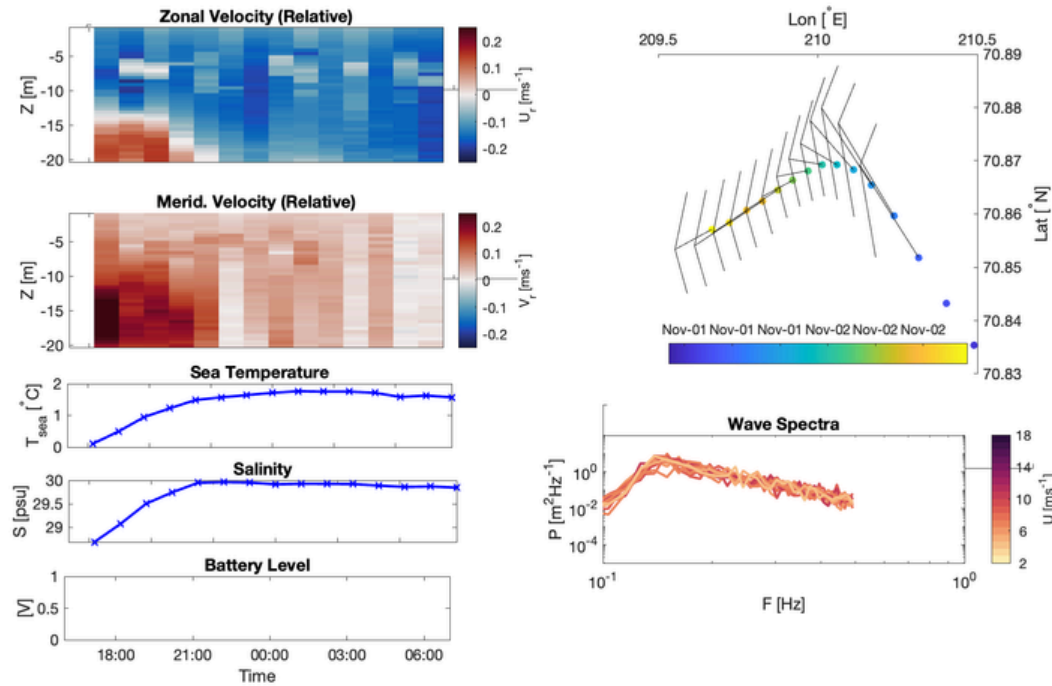 Zonal Velocity (Relative)
Z [m]
-5
-10
-15
-20
0.2
0.1
0
-0.1
-0.2
U_r [ms^-1]
Merid. Velocity (Relative)
Z [m]
-5
-10
-15
-20
0.2
0.1
0
-0.1
-0.2
V_r [ms^-1]
Sea Temperature
T_sea [°C]
2
1
0
Salinity
S [psu]
30
29.5
29
Battery Level
[V]
1
0.5
0
18:00 21:00 00:00 03:00 06:00
Time
Lon [°E]
209.5 210 210.5
70.89
70.88
70.87
70.86
70.85
70.84
70.83
Lat [°N]
Nov-01 Nov-01 Nov-01 Nov-02 Nov-02 Nov-02
Wave Spectra
P [m²Hz^-1]
10^0
10^-2
10^-4
10^-1 10^0
F [Hz]
18
14
10
6
2
U [ms^-1]